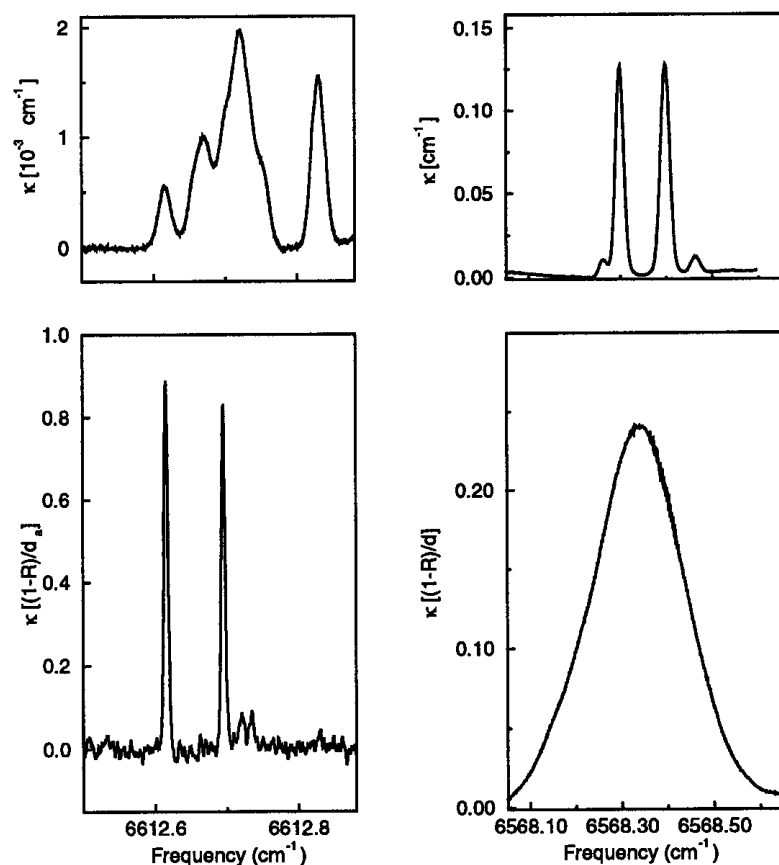 2
1
0
κ [10⁻³ cm⁻¹]
0.15
0.10
0.05
0.00
κ [cm⁻¹]
1.0
0.8
0.6
0.4
0.2
0.0
κ [(1-R)/dₐ]
6612.6 6612.8
Frequency (cm⁻¹)
0.20
0.10
0.00
κ [(1-R)/d]
6568.10 6568.30 6568.50
Frequency (cm⁻¹)